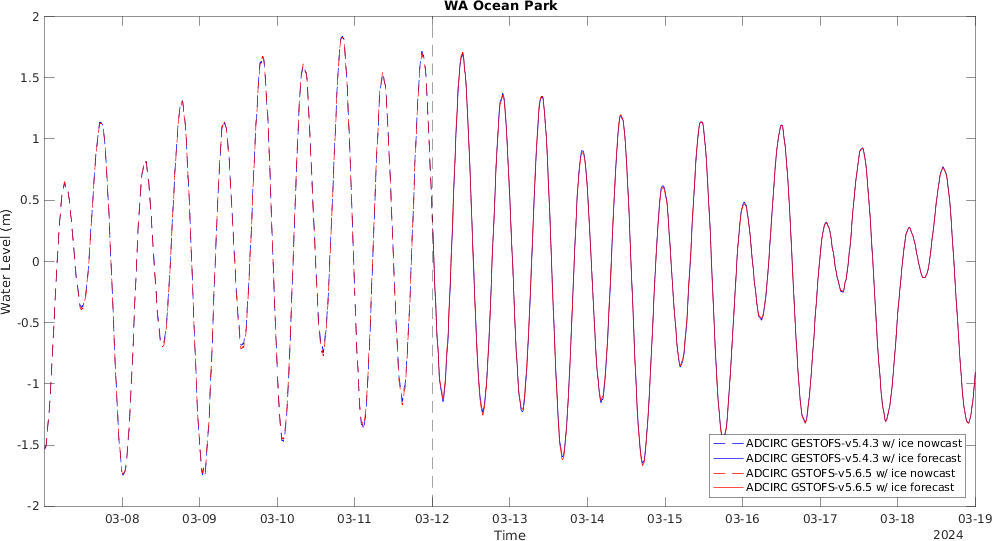 WA Ocean Park
2
1.5
1
0.5
0
-0.5
-1
-1.5
-2
Water Level (m)
03-08 03-09 03-10 03-11 03-12 03-13 03-14 03-15 03-16 03-17 03-18 03-19
Time
2024
ADCIRC GESTOFS-v5.4.3 w/ ice nowcast
ADCIRC GESTOFS-v5.4.3 w/ ice forecast
ADCIRC GSTOFS-v5.6.5 w/ ice nowcast
ADCIRC GSTOFS-v5.6.5 w/ ice forecast